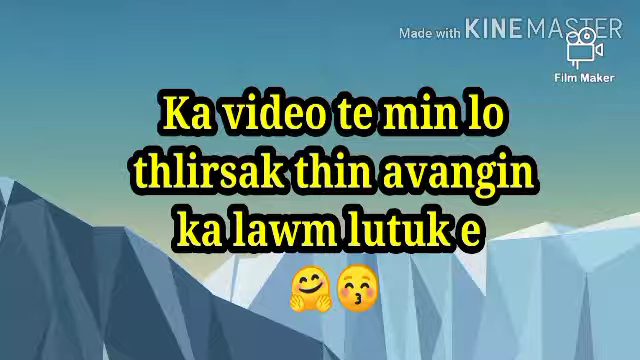 Made with KINEMASTER
Film Maker
Ka video te min lo
thlirsak thin avangin
ka lawm lutuk e
🤗😚